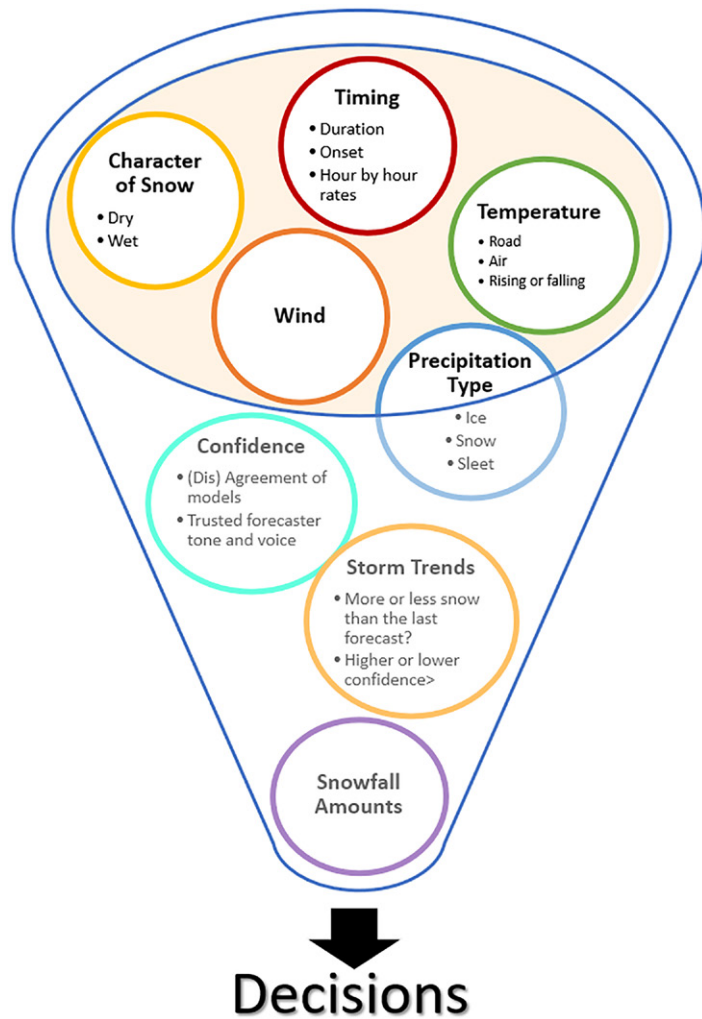 Timing
• Duration
• Onset
• Hour by hour
rates
Character
of Snow
• Dry
• Wet
Temperature
• Road
• Air
• Rising or falling
Wind
Precipitation
Type
• Ice
• Snow
• Sleet
Confidence
• (Dis) Agreement of
models
• Trusted forecaster
tone and voice
Storm Trends
• More or less snow
than the last
forecast?
• Higher or lower
confidence>
Snowfall
Amounts
Decisions